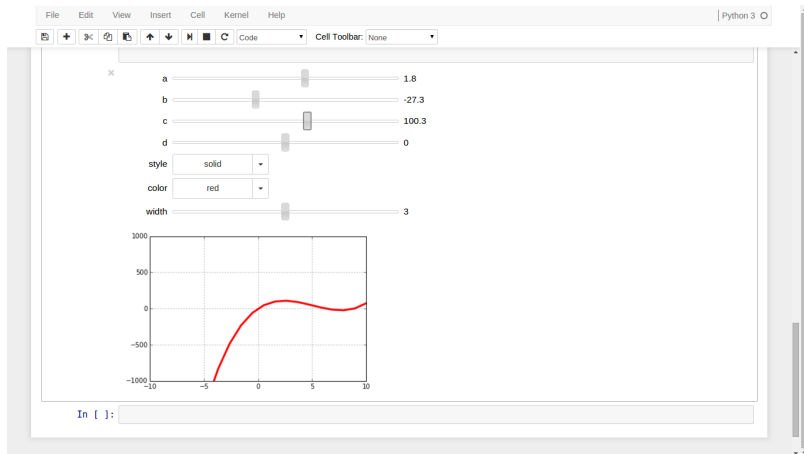 File Edit View Insert Cell Kernel Help Python 3
Code Cell Toolbar: None
a 1.8
b -27.3
c 100.3
d 0
style solid
color red
width 3
1000
500
0
−500
−1000
−10 −5 0 5 10
In [ ]: